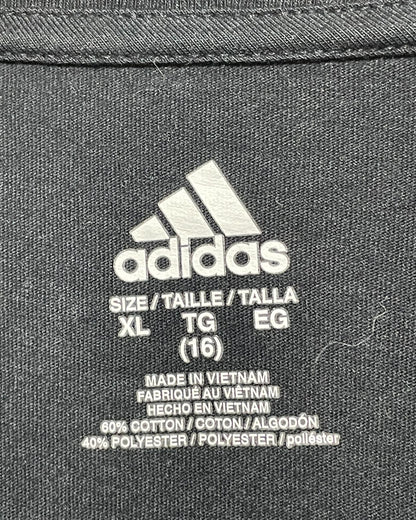 adidas
SIZE / TAILLE / TALLA
XL TG EG
(16)
MADE IN VIETNAM
FABRIQUÉ AU VIÊTNAM
HECHO EN VIETNAM
60% COTTON / COTON / ALGODÓN
40% POLYESTER / POLYESTER / poliéster